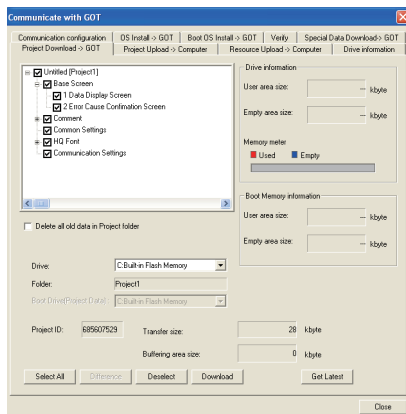 Communicate with GOT
Communication configuration | OS Install -> GOT | Boot OS Install -> GOT | Verify | Special Data Download-> GOT
Project Download -> GOT | Project Upload -> Computer | Resource Upload -> Computer | Drive information
Untitled [Project1]
Base Screen
1 Data Display Screen
2 Error Cause Confimation Screen
Comment
Common Settings
HQ Font
Communication Settings
Drive information
User area size: -- kbyte
Empty area size: -- kbyte
Memory meter
Used Empty
Boot Memory information
User area size: -- kbyte
Empty area size: -- kbyte
Delete all old data in Project folder
Drive: C:Built-in Flash Memory
Folder: Project1
Boot Drive(Project Data): C:Built-in Flash Memory
Project ID: 685607529 Transfer size: 28 kbyte
Buffering area size: 0 kbyte
Select All Difference Deselect Download Get Latest
Close